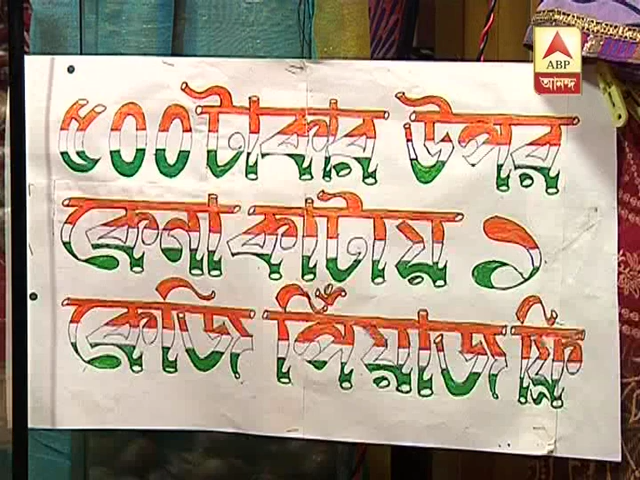 ABP
আনন্দ
৫০০ টাকার উপর
কেনা কাটায় ১
কেজি পিঁয়াজ ফ্রি